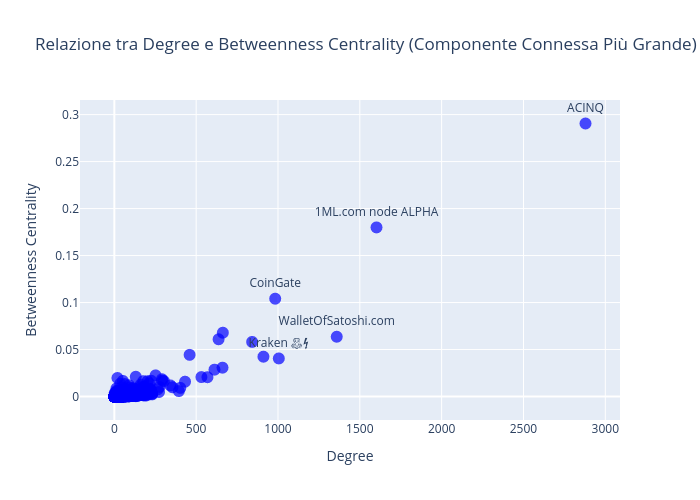 Relazione tra Degree e Betweenness Centrality (Componente Connessa Più Grande)
ACINQ
1ML.com node ALPHA
CoinGate
WalletOfSatoshi.com
Kraken 🐙⚡
0.3
0.25
0.2
0.15
0.1
0.05
0
Betweenness Centrality
0
500
1000
1500
2000
2500
3000
Degree